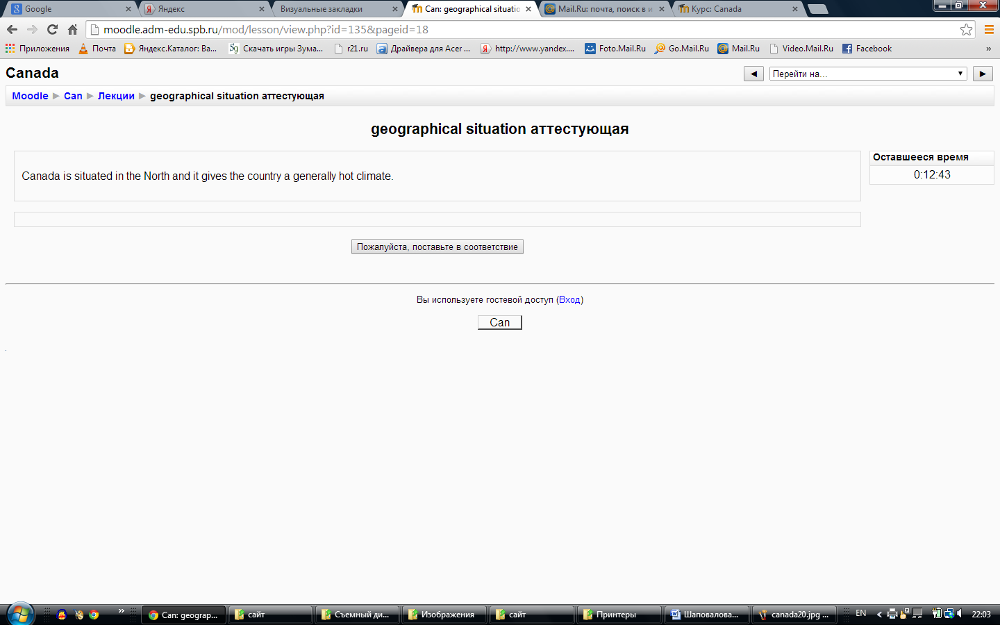 Google
Яндекс
Визуальные закладки
Can: geographical situatio
Mail.Ru: почта, поиск в и
Курс: Canada
moodle.adm-edu.spb.ru/mod/lesson/view.php?id=135&pageid=18
Приложения
Почта
Яндекс.Каталог: Ва...
Скачать игры Зума...
r21.ru
Драйвера для Acer ...
http://www.yandex....
Foto.Mail.Ru
Go.Mail.Ru
Mail.Ru
Video.Mail.Ru
Facebook
»
Canada
◄
Перейти на...
►
Moodle ► Can ► Лекции ► geographical situation аттестующая
geographical situation аттестующая
Canada is situated in the North and it gives the country a generally hot climate.
Оставшееся время
0:12:43
Пожалуйста, поставьте в соответствие
Вы используете гостевой доступ (Вход)
Can
.
»
Can: geograp...
сайт
Съемный ди...
Изображения
сайт
Принтеры
Шаповалова...
canada20.jpg ...
EN
22:03